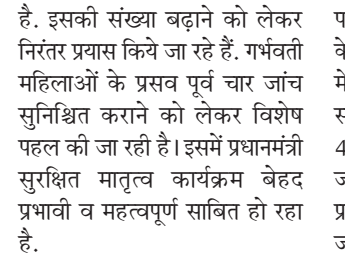 है. इसकी संख्या बढ़ाने को लेकर
निरंतर प्रयास किये जा रहे हैं. गर्भवती
महिलाओं के प्रसव पूर्व चार जांच
सुनिश्चित कराने को लेकर विशेष
पहल की जा रही है। इसमें प्रधानमंत्री
सुरक्षित मातृत्व कार्यक्रम बेहद
प्रभावी व महत्वपूर्ण साबित हो रहा
है.